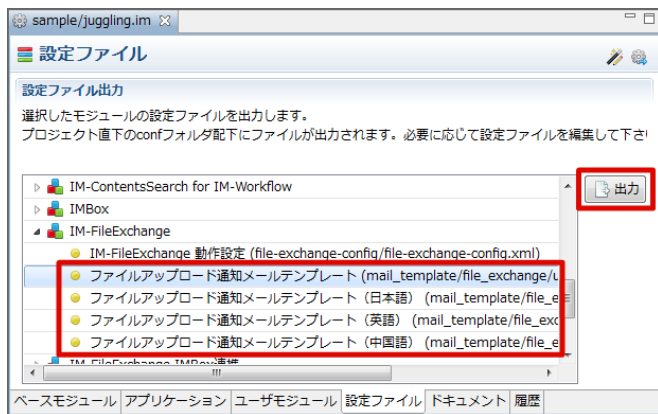 sample/juggling.im
設定ファイル
設定ファイル出力
選択したモジュールの設定ファイルを出力します。
プロジェクト直下のconfフォルダ配下にファイルが出力されます。必要に応じて設定ファイルを編集して下さ
IM-ContentsSearch for IM-Workflow
出力
IMBox
IM-FileExchange
IM-FileExchange 動作設定 (file-exchange-config/file-exchange-config.xml)
ファイルアップロード通知メールテンプレート (mail_template/file_exchange/u
ファイルアップロード通知メールテンプレート（日本語） (mail_template/file_e
ファイルアップロード通知メールテンプレート（英語） (mail_template/file_exc
ファイルアップロード通知メールテンプレート（中国語） (mail_template/file_e
IM-FileExchange IMBox連携
ベースモジュール アプリケーション ユーザモジュール 設定ファイル ドキュメント 履歴